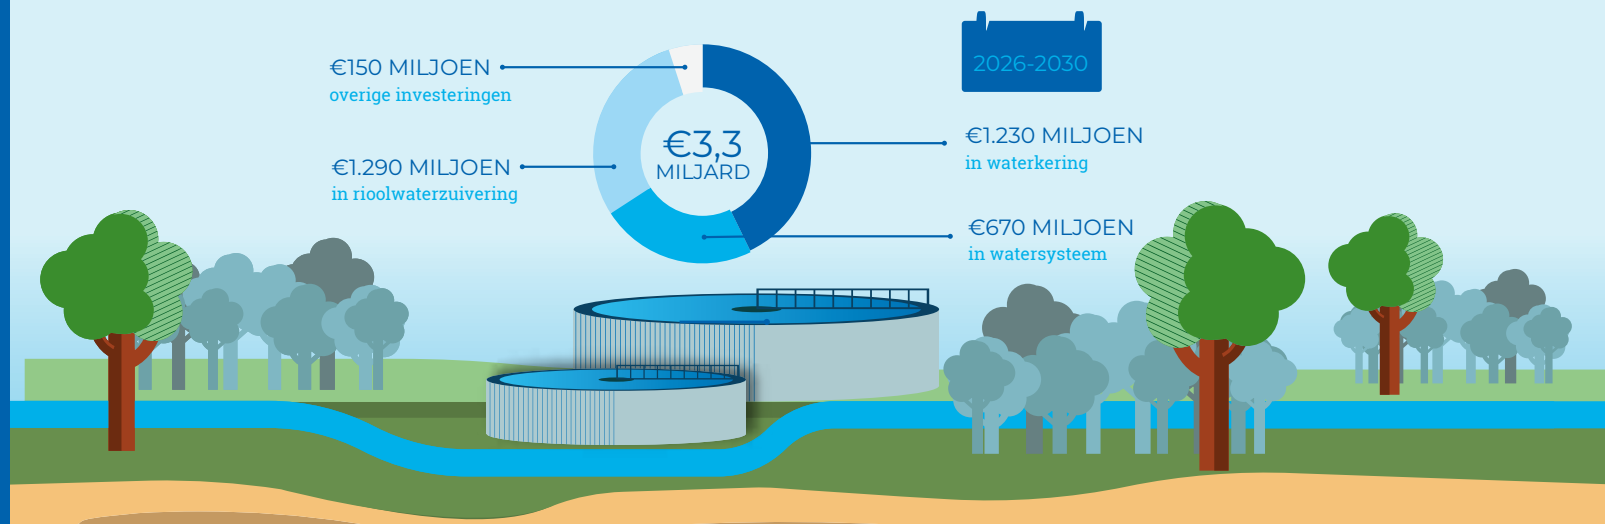 2026-2030
€150 MILJOEN
overige investeringen
€1.290 MILJOEN
in rioolwaterzuivering
€3,3
MILJARD
€1.230 MILJOEN
in waterkering
€670 MILJOEN
in watersysteem